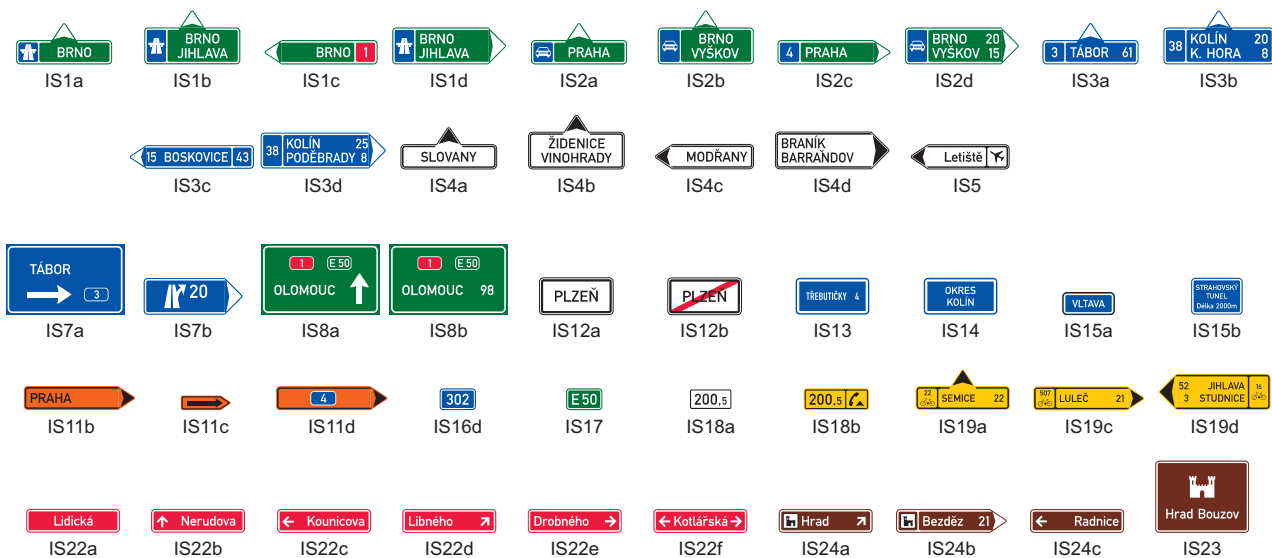 BRNO
BRNO
JIHLAVA
BRNO 1
BRNO
JIHLAVA
PRAHA
BRNO
VYŠKOV
4 PRAHA
BRNO 20
VYŠKOV 15
3 TÁBOR 61
38 KOLÍN 20
K. HORA 8
IS1a IS1b IS1c IS1d IS2a IS2b IS2c IS2d IS3a IS3b
15 BOSKOVICE 43
38 KOLÍN 25
PODĚBRADY 8
SLOVANY
ŽIDENICE
VINOHRADY
MODŘANY
BRANÍK
BARRAŇDOV
Letiště
IS3c IS3d IS4a IS4b IS4c IS4d IS5
TÁBOR
3
20
1 E 50
OLOMOUC
1 E 50
OLOMOUC 98
PLZEŇ
PLZEŇ
TŘEBUTIČKY 4
OKRES
KOLÍN
VLTAVA
STRAHOVSKÝ
TUNEL
Délka 2000m
IS7a IS7b IS8a IS8b IS12a IS12b IS13 IS14 IS15a IS15b
PRAHA
4
302
E 50
200,5
200,5
22 SEMICE 22
507 LULEČ 21
52 JIHLAVA 16
3 STUDNICE
IS11b IS11c IS11d IS16d IS17 IS18a IS18b IS19a IS19c IS19d
Lidická
Nerudova
Kounicova
Libného
Drobného
Kotlářská
Hrad
Bezděz 21
Radnice
Hrad Bouzov
IS22a IS22b IS22c IS22d IS22e IS22f IS24a IS24b IS24c IS23